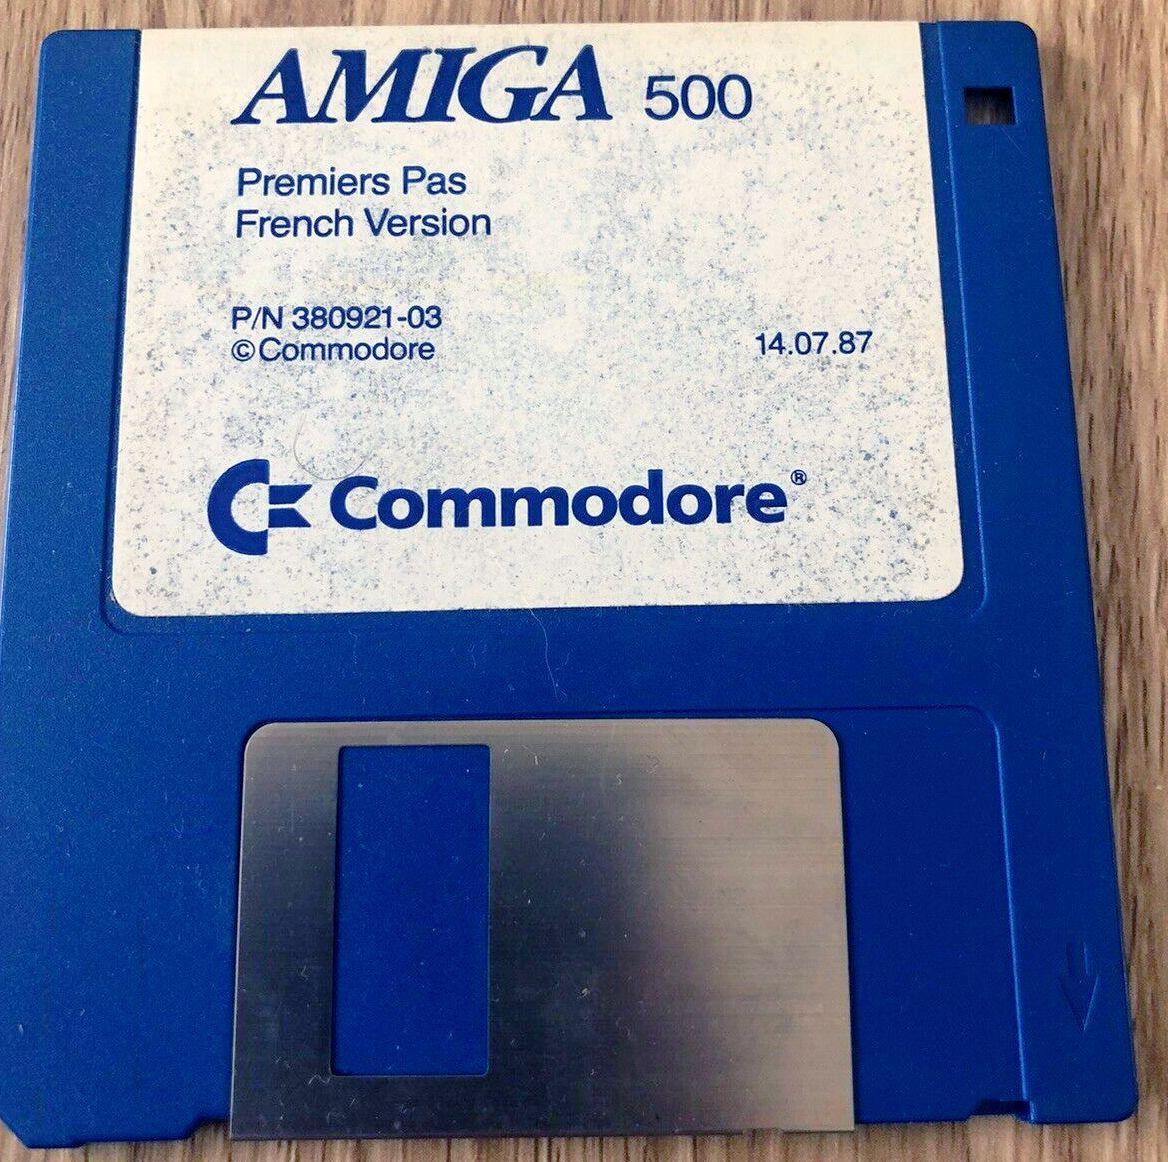 AMIGA 500
Premiers Pas
French Version
P/N 380921-03
©Commodore
14.07.87
Commodore®